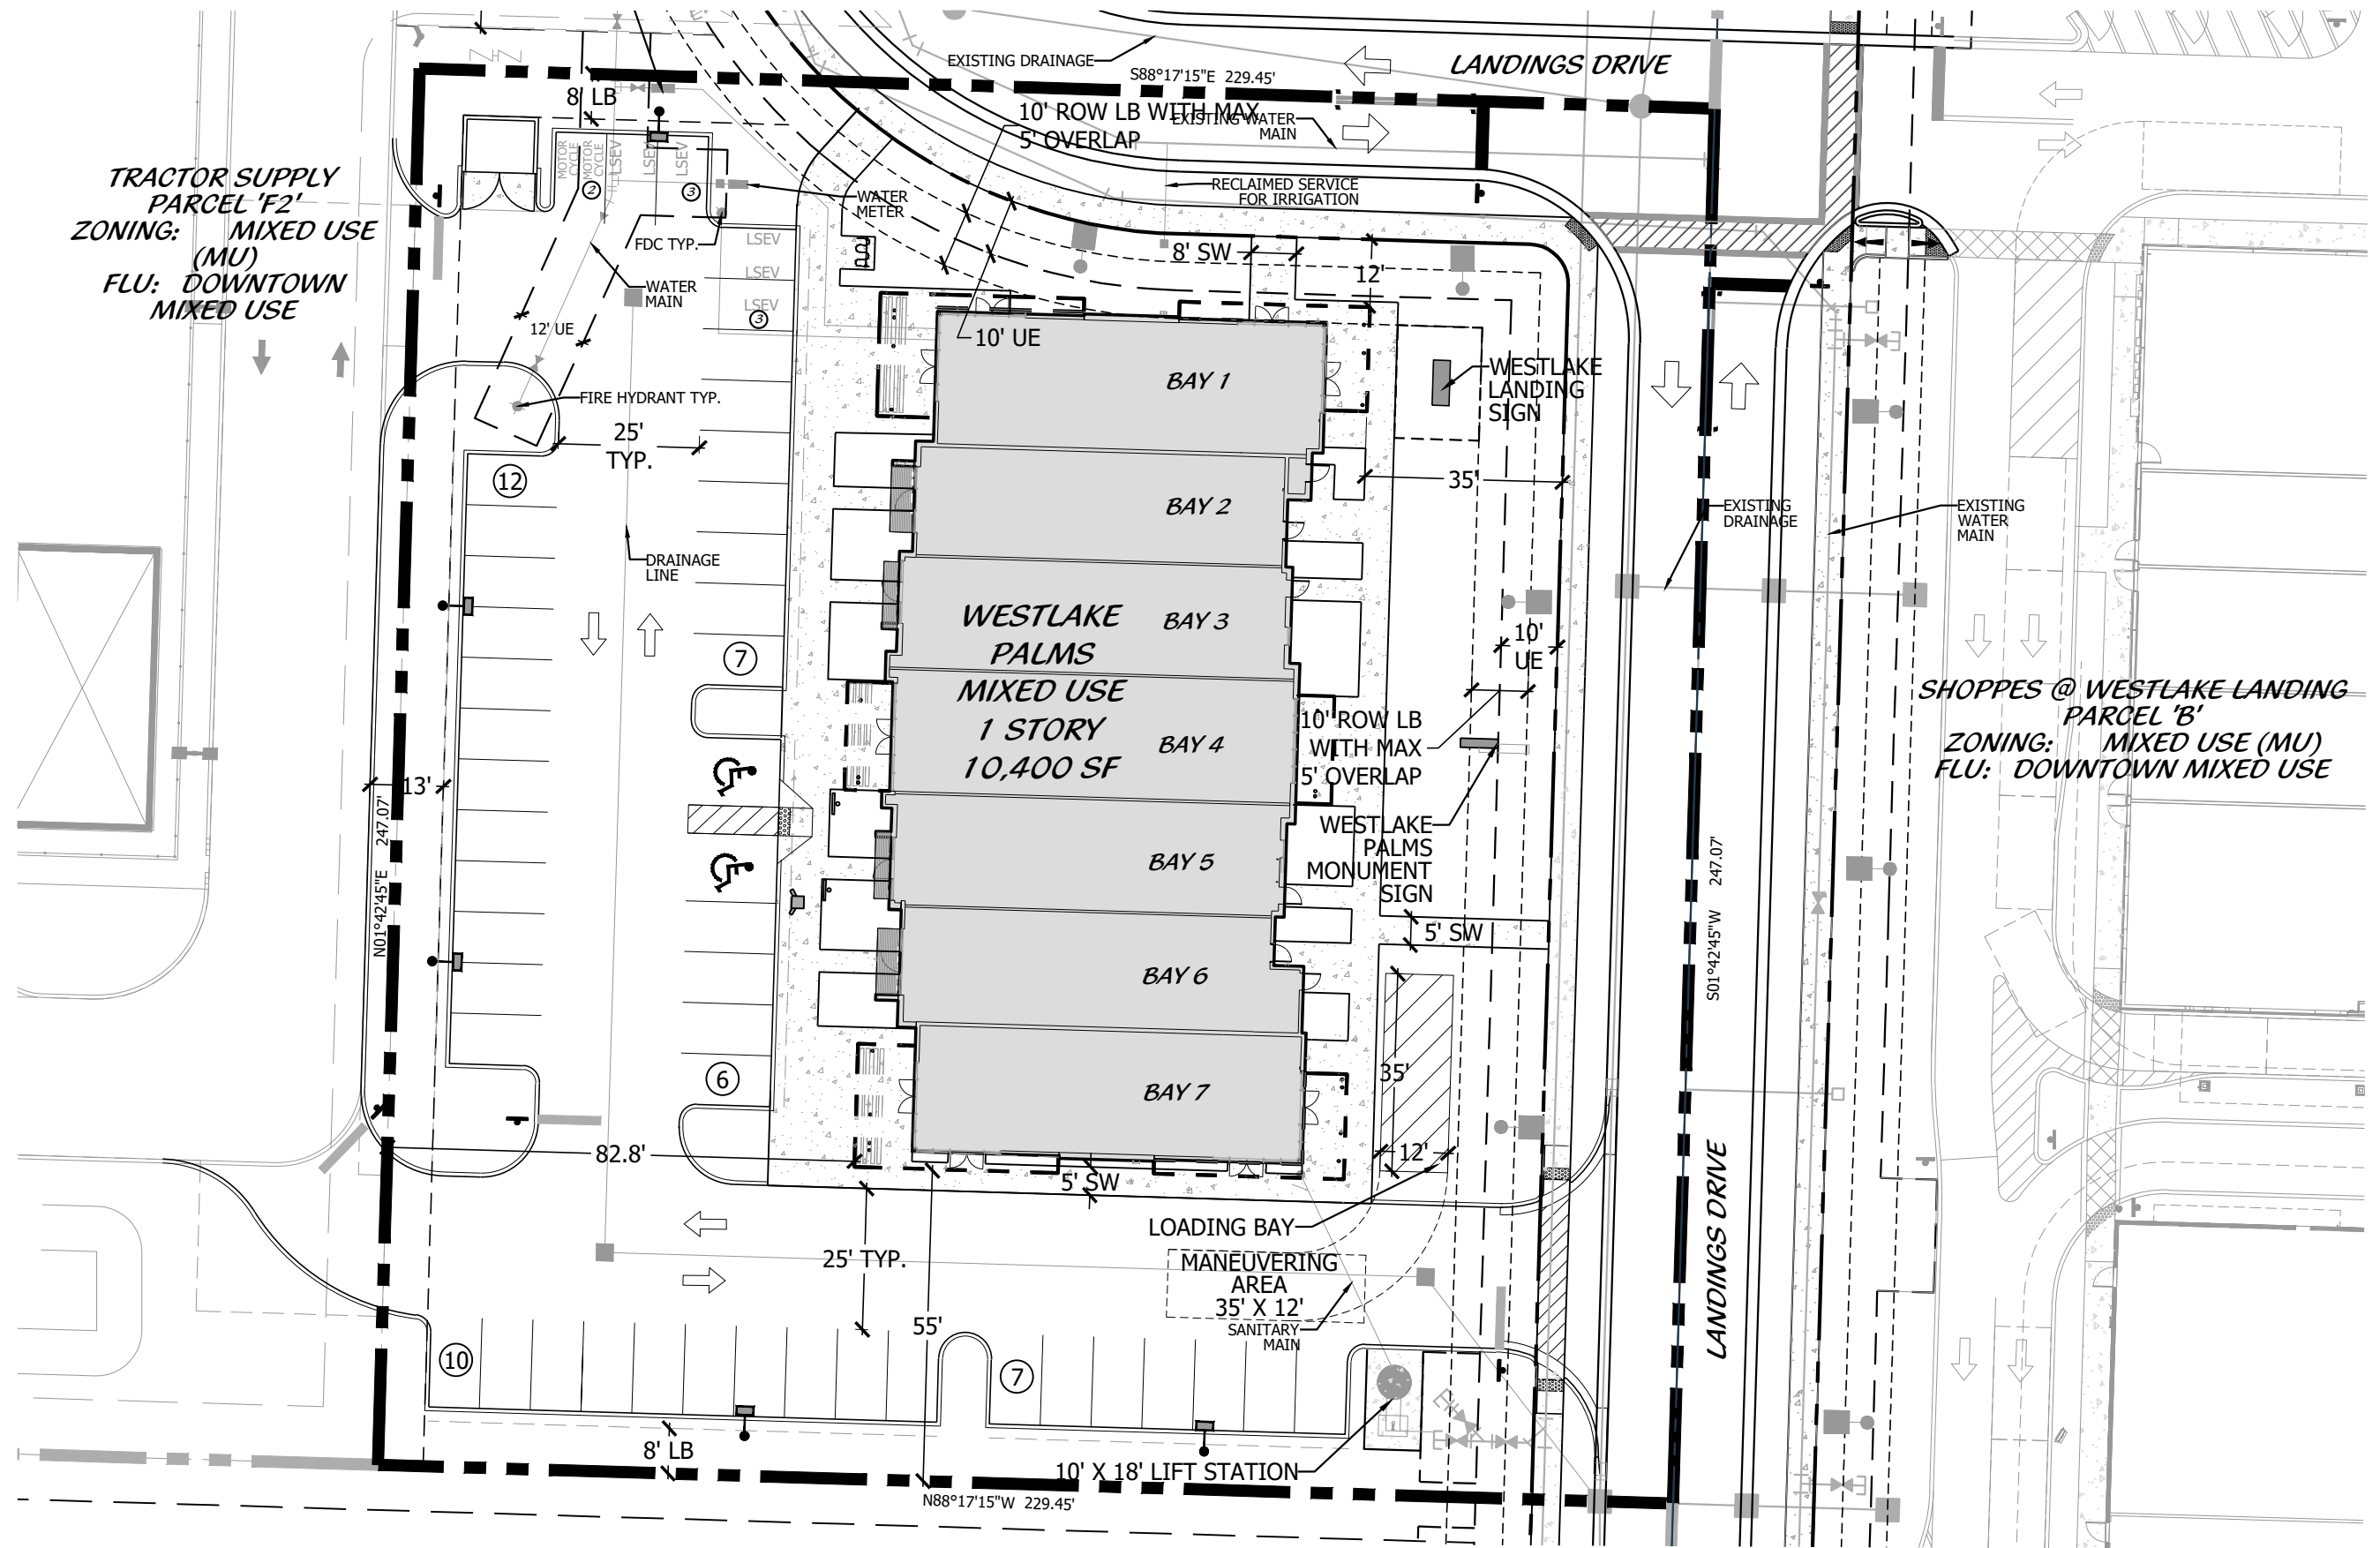 EXISTING DRAINAGE
S88°17'15"E 229.45'
LANDINGS DRIVE
8' LB
10' ROW LB WITH MAX
5' OVERLAP
EXISTING WATER
MAIN
MOTOR
CYCLE
MOTOR
CYCLE
LSEV
LSEV
LSEV
2
3
TRACTOR SUPPLY
PARCEL 'F2'
ZONING: MIXED USE
(MU)
FLU: DOWNTOWN
MIXED USE
WATER
METER
RECLAIMED SERVICE
FOR IRRIGATION
FDC TYP.
LSEV
LSEV
LSEV
3
8' SW
12'
WATER
MAIN
12' UE
10' UE
FIRE HYDRANT TYP.
25'
TYP.
BAY 1
WESTLAKE
LANDING
SIGN
12
35'
BAY 2
EXISTING
DRAINAGE
EXISTING
WATER
MAIN
DRAINAGE
LINE
WESTLAKE
PALMS
MIXED USE
1 STORY
10,400 SF
BAY 3
10'
UE
7
BAY 4
10' ROW LB
WITH MAX
5' OVERLAP
SHOPPES @ WESTLAKE LANDING
PARCEL 'B'
ZONING: MIXED USE (MU)
FLU: DOWNTOWN MIXED USE
13'
N01°42'45"E 247.07'
WESTLAKE
PALMS
MONUMENT
SIGN
BAY 5
S01°42'45"W 247.07'
5' SW
BAY 6
6
35'
BAY 7
82.8'
12'
5' SW
LANDINGS DRIVE
LOADING BAY
25' TYP.
MANEUVERING
AREA
35' X 12'
SANITARY
MAIN
55'
10
7
8' LB
10' X 18' LIFT STATION
N88°17'15"W 229.45'